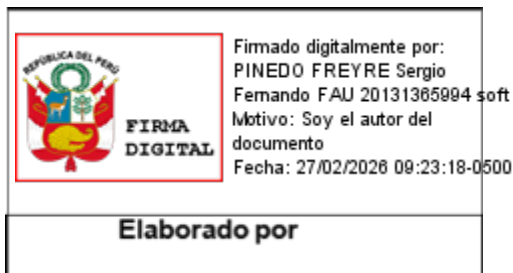 REPÚBLICA DEL PERÚ
FIRMA
DIGITAL
Firmado digitalmente por:
PINEDO FREYRE Sergio
Fernando FAU 20131365994 soft
Motivo: Soy el autor del
documento
Fecha: 27/02/2026 09:23:18-0500
Elaborado por